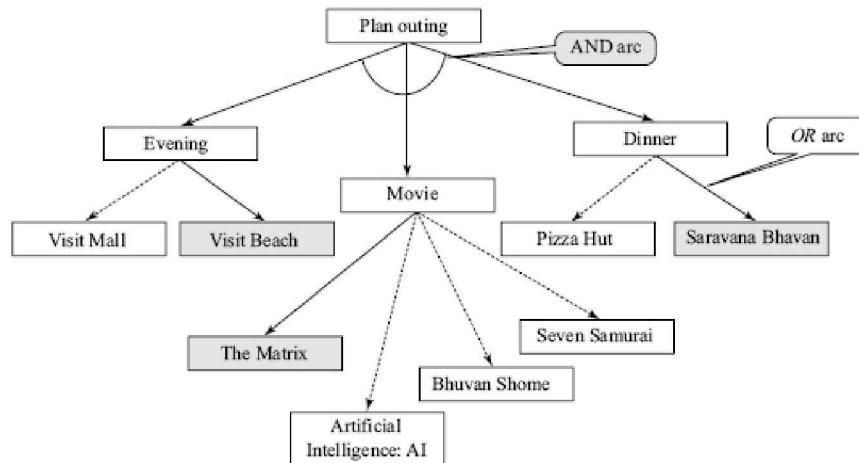 Plan outing
AND arc
Evening
Dinner
OR arc
Movie
Visit Mall
Visit Beach
Pizza Hut
Saravana Bhavan
The Matrix
Seven Samurai
Bhuvan Shome
Artificial
Intelligence: AI